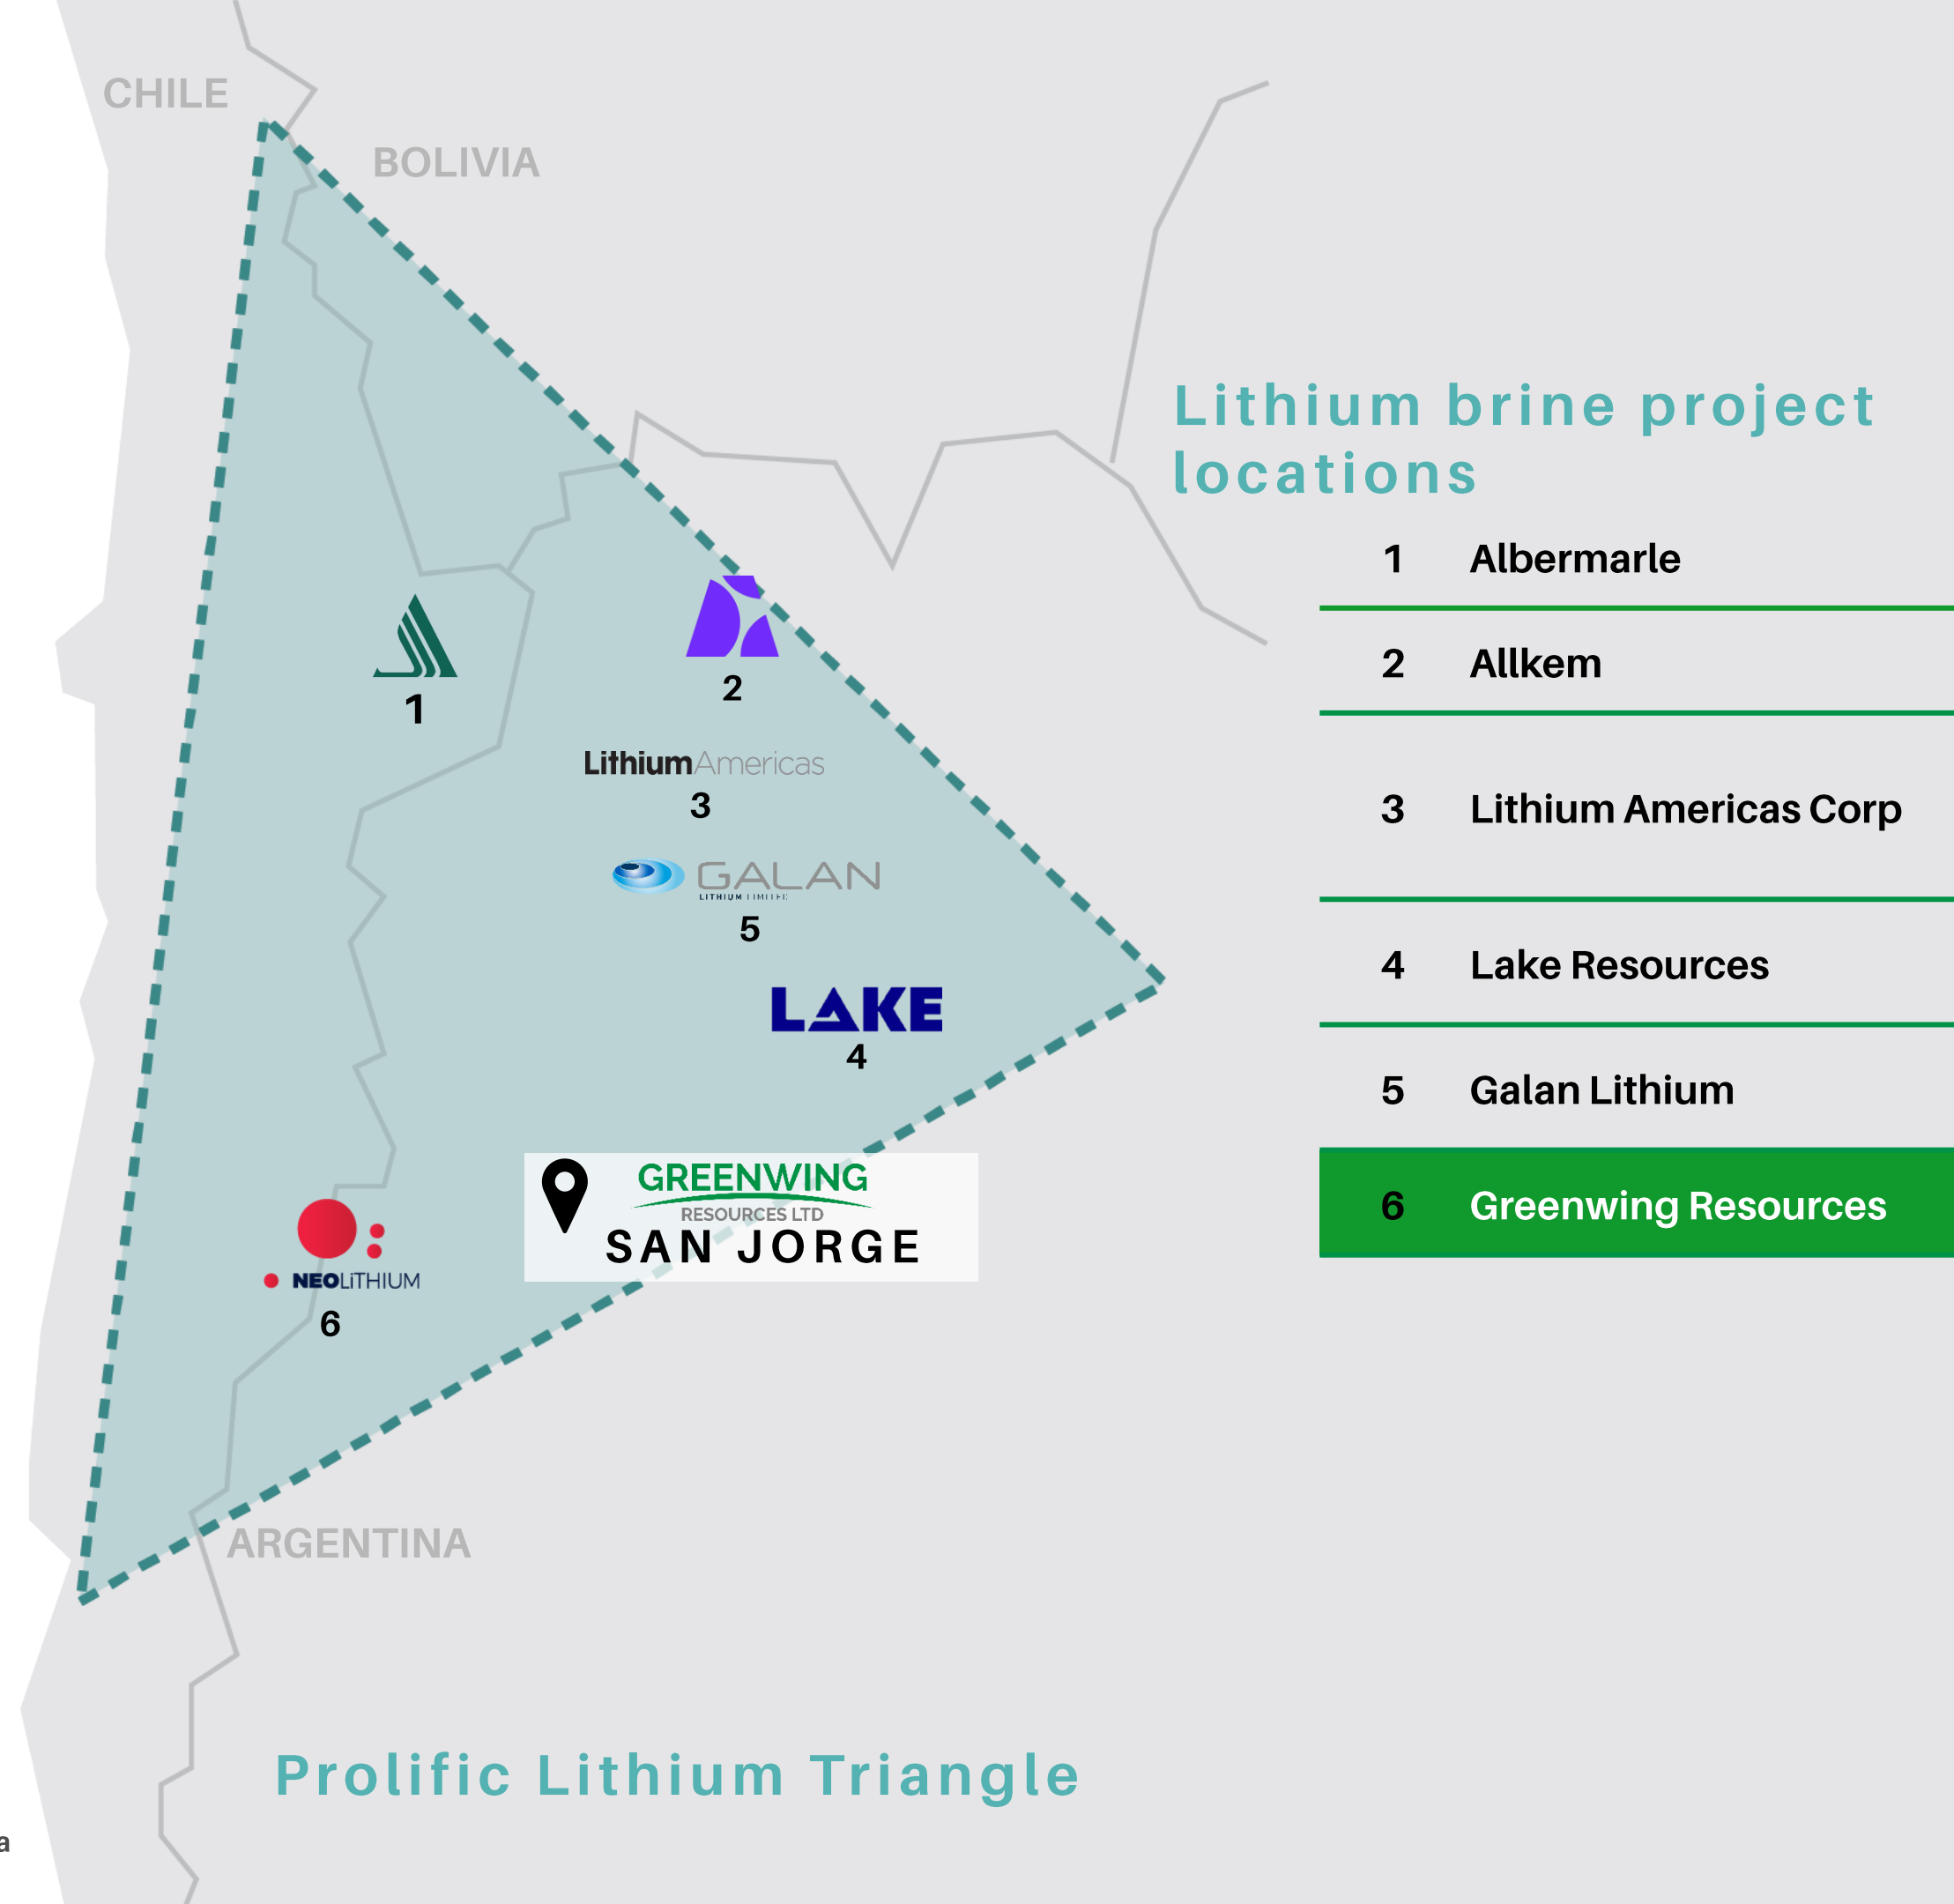 CHILE
BOLIVIA
Lithium brine project
locations
1 Albermarle
2 Allkem
3 Lithium Americas Corp
4 Lake Resources
5 Galan Lithium
6 Greenwing Resources
1
2
LithiumAmericas
3
GALAN
LITHIUM LIMITED
5
LAKE
4
GREENWING
RESOURCES LTD
SAN JORGE
NEOLiTHIUM
6
ARGENTINA
Prolific Lithium Triangle
a